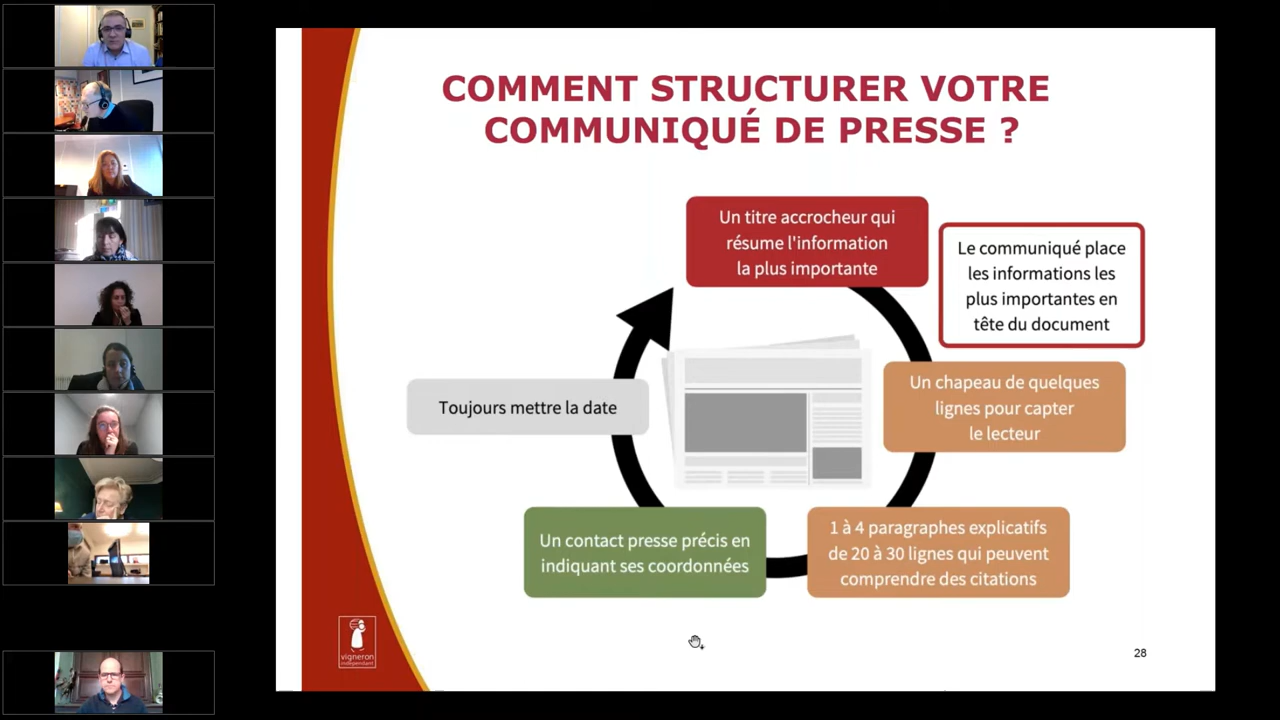 COMMENT STRUCTURER VOTRE
COMMUNIQUÉ DE PRESSE ?
Un titre accrocheur qui
résume l'information
la plus importante
Le communiqué place
les informations les
plus importantes en
tête du document
Un chapeau de quelques
lignes pour capter
le lecteur
1 à 4 paragraphes explicatifs
de 20 à 30 lignes qui peuvent
comprendre des citations
Un contact presse précis en
indiquant ses coordonnées
Toujours mettre la date
vigneron
indépendant
28